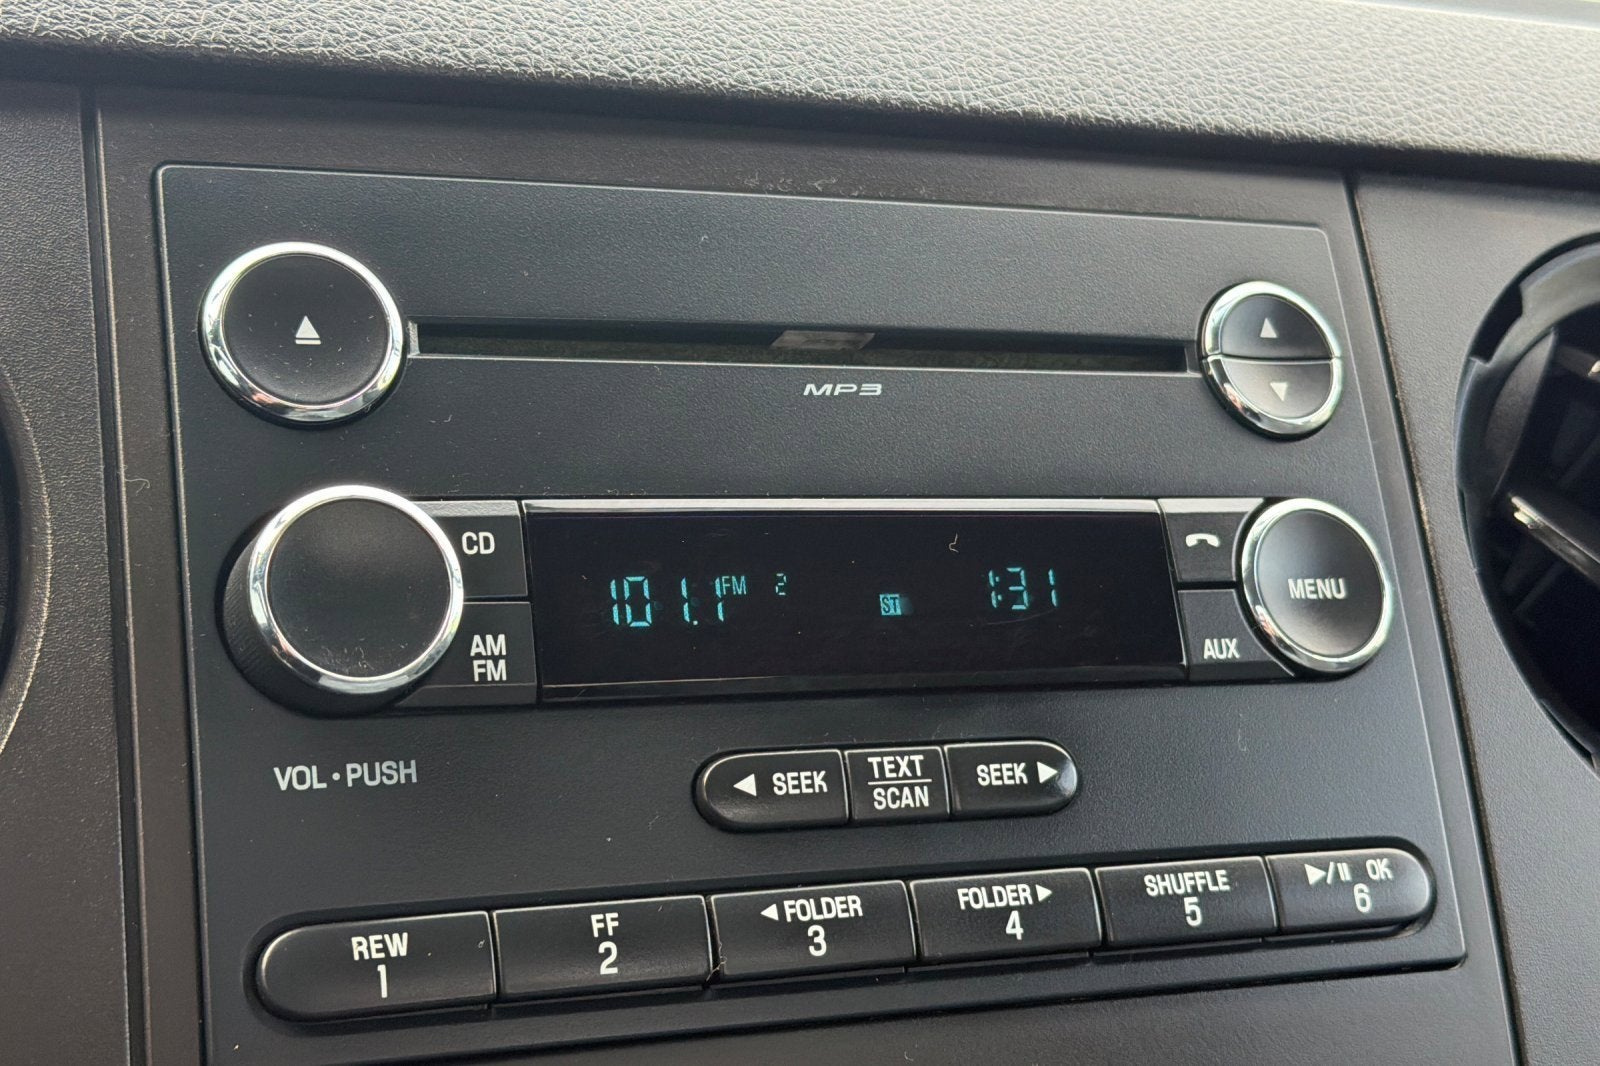 MP3
CD
AM
FM
101.1 FM 2 ST 1:31
MENU
AUX
VOL • PUSH
◄ SEEK
TEXT
SCAN
SEEK ►
REW
1
FF
2
◄ FOLDER
3
FOLDER ►
4
SHUFFLE
5
►/II OK
6